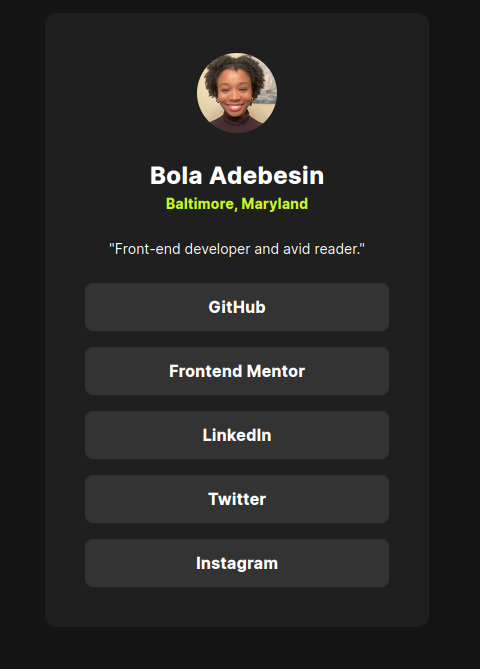 Bola Adebesin
Baltimore, Maryland
"Front-end developer and avid reader."
GitHub
Frontend Mentor
LinkedIn
Twitter
Instagram